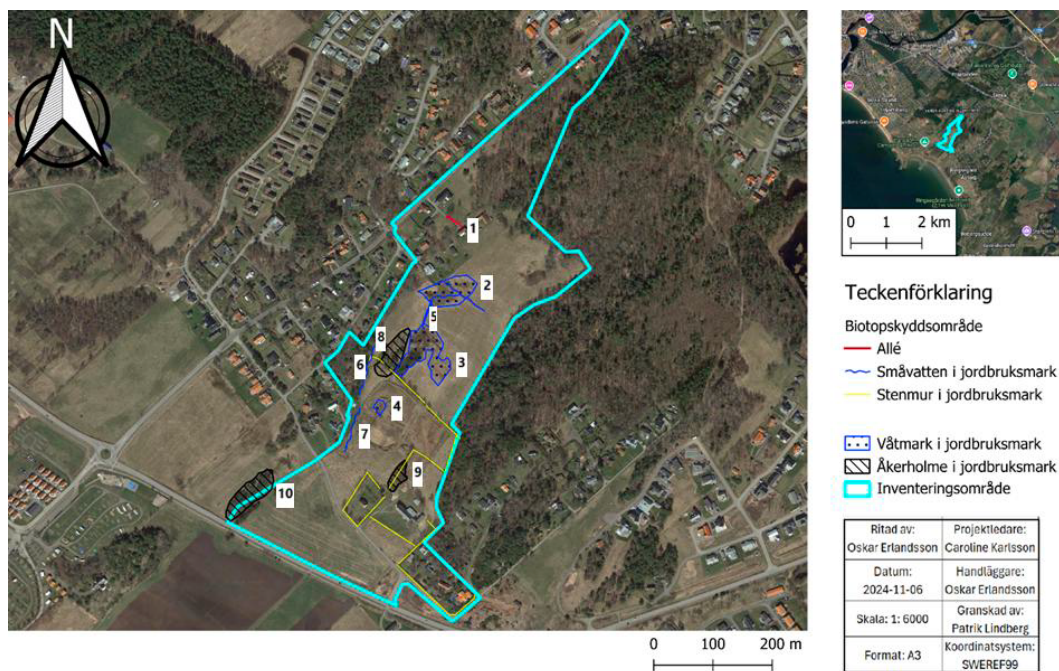 N
1
2
5
8
3
6
4
7
9
10
0 100 200 m
0 1 2 km
Teckenförklaring
Biotopskyddsområde
Allé
Småvatten i jordbruksmark
Stenmur i jordbruksmark
Våtmark i jordbruksmark
Åkerholme i jordbruksmark
Inventeringsområde
Ritad av:
Oskar Erlandsson
Projektledare:
Caroline Karlsson
Datum:
2024-11-06
Handläggare:
Oskar Erlandsson
Skala: 1: 6000
Granskad av:
Patrik Lindberg
Format: A3
Koordinatsystem:
SWEREF99